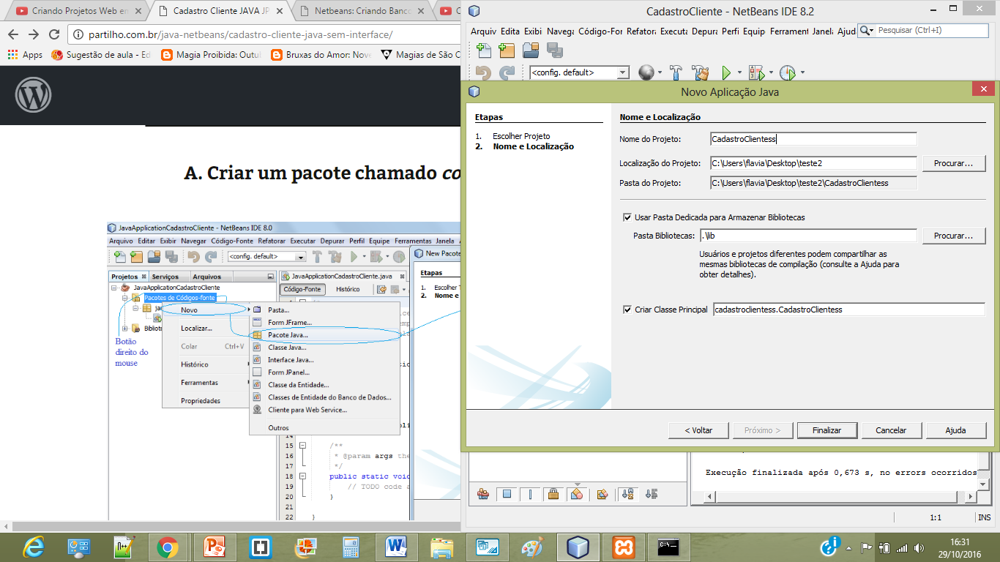 Criando Projetos Web en
Cadastro Cliente JAVA JP
Netbeans: Criando Banco
partilho.com.br/java-netbeans/cadastro-cliente-java-sem-interface/
Apps
Sugestão de aula - Ed
Magia Proibida: Outu
Bruxas do Amor: Nov
Magias de São C
A. Criar um pacote chamado co
JavaApplicationCadastroCliente - NetBeans IDE 8.0
Arquivo Editar Exibir Navegar Código-Fonte Refatorar Executar Depurar Perfil Equipe Ferramentas Janela
<config. default>
Projetos
Serviços
Arquivos
JavaApplicationCadastroCliente.java
Código-Fonte
Histórico
JavaApplicationCadastroCliente
Pacotes de Códigos-fonte
Novo
Localizar...
Colar Ctrl+V
Histórico
Ferramentas
Propriedades
Botão
direito do
mouse
Pasta...
Form JFrame...
Pacote Java...
Classe Java...
Interface Java...
Form JPanel...
Classe da Entidade...
Classes de Entidade do Banco de Dados...
Cliente para Web Service...
Outros
New Pacote
Etapas
1. Escolher T
2. Nome e
14
15 /**
16 * @param args the
17 */
18 public static void
19 // TODO code a
20 }
21
22 }
CadastroCliente - NetBeans IDE 8.2
Arquiv Edita Exibi Navega Código-For Refatora Executa Depura Perfi Equip Ferrament Janela Ajud
Pesquisar (Ctrl+I)
<config. default>
Novo Aplicação Java
Etapas
1. Escolher Projeto
2. Nome e Localização
Nome e Localização
Nome do Projeto: CadastroClientess
Localização do Projeto: C:\Users\flavia\Desktop\teste2 Procurar...
Pasta do Projeto: C:\Users\flavia\Desktop\teste2\CadastroClientess
Usar Pasta Dedicada para Armazenar Bibliotecas
Pasta Bibliotecas: .\lib Procurar...
Usuários e projetos diferentes podem compartilhar as
mesmas bibliotecas de compilação (consulte a Ajuda para
obter detalhes).
Criar Classe Principal cadastroclientess.CadastroClientess
< Voltar
Próximo >
Finalizar
Cancelar
Ajuda
Execução finalizada após 0,673 s, no errors ocorridos
1:1
INS
16:31
29/10/2016